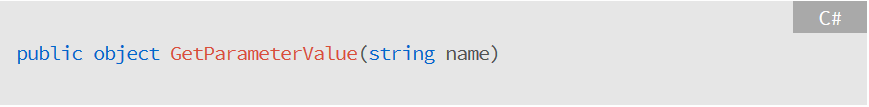 C#
public object GetParameterValue(string name)